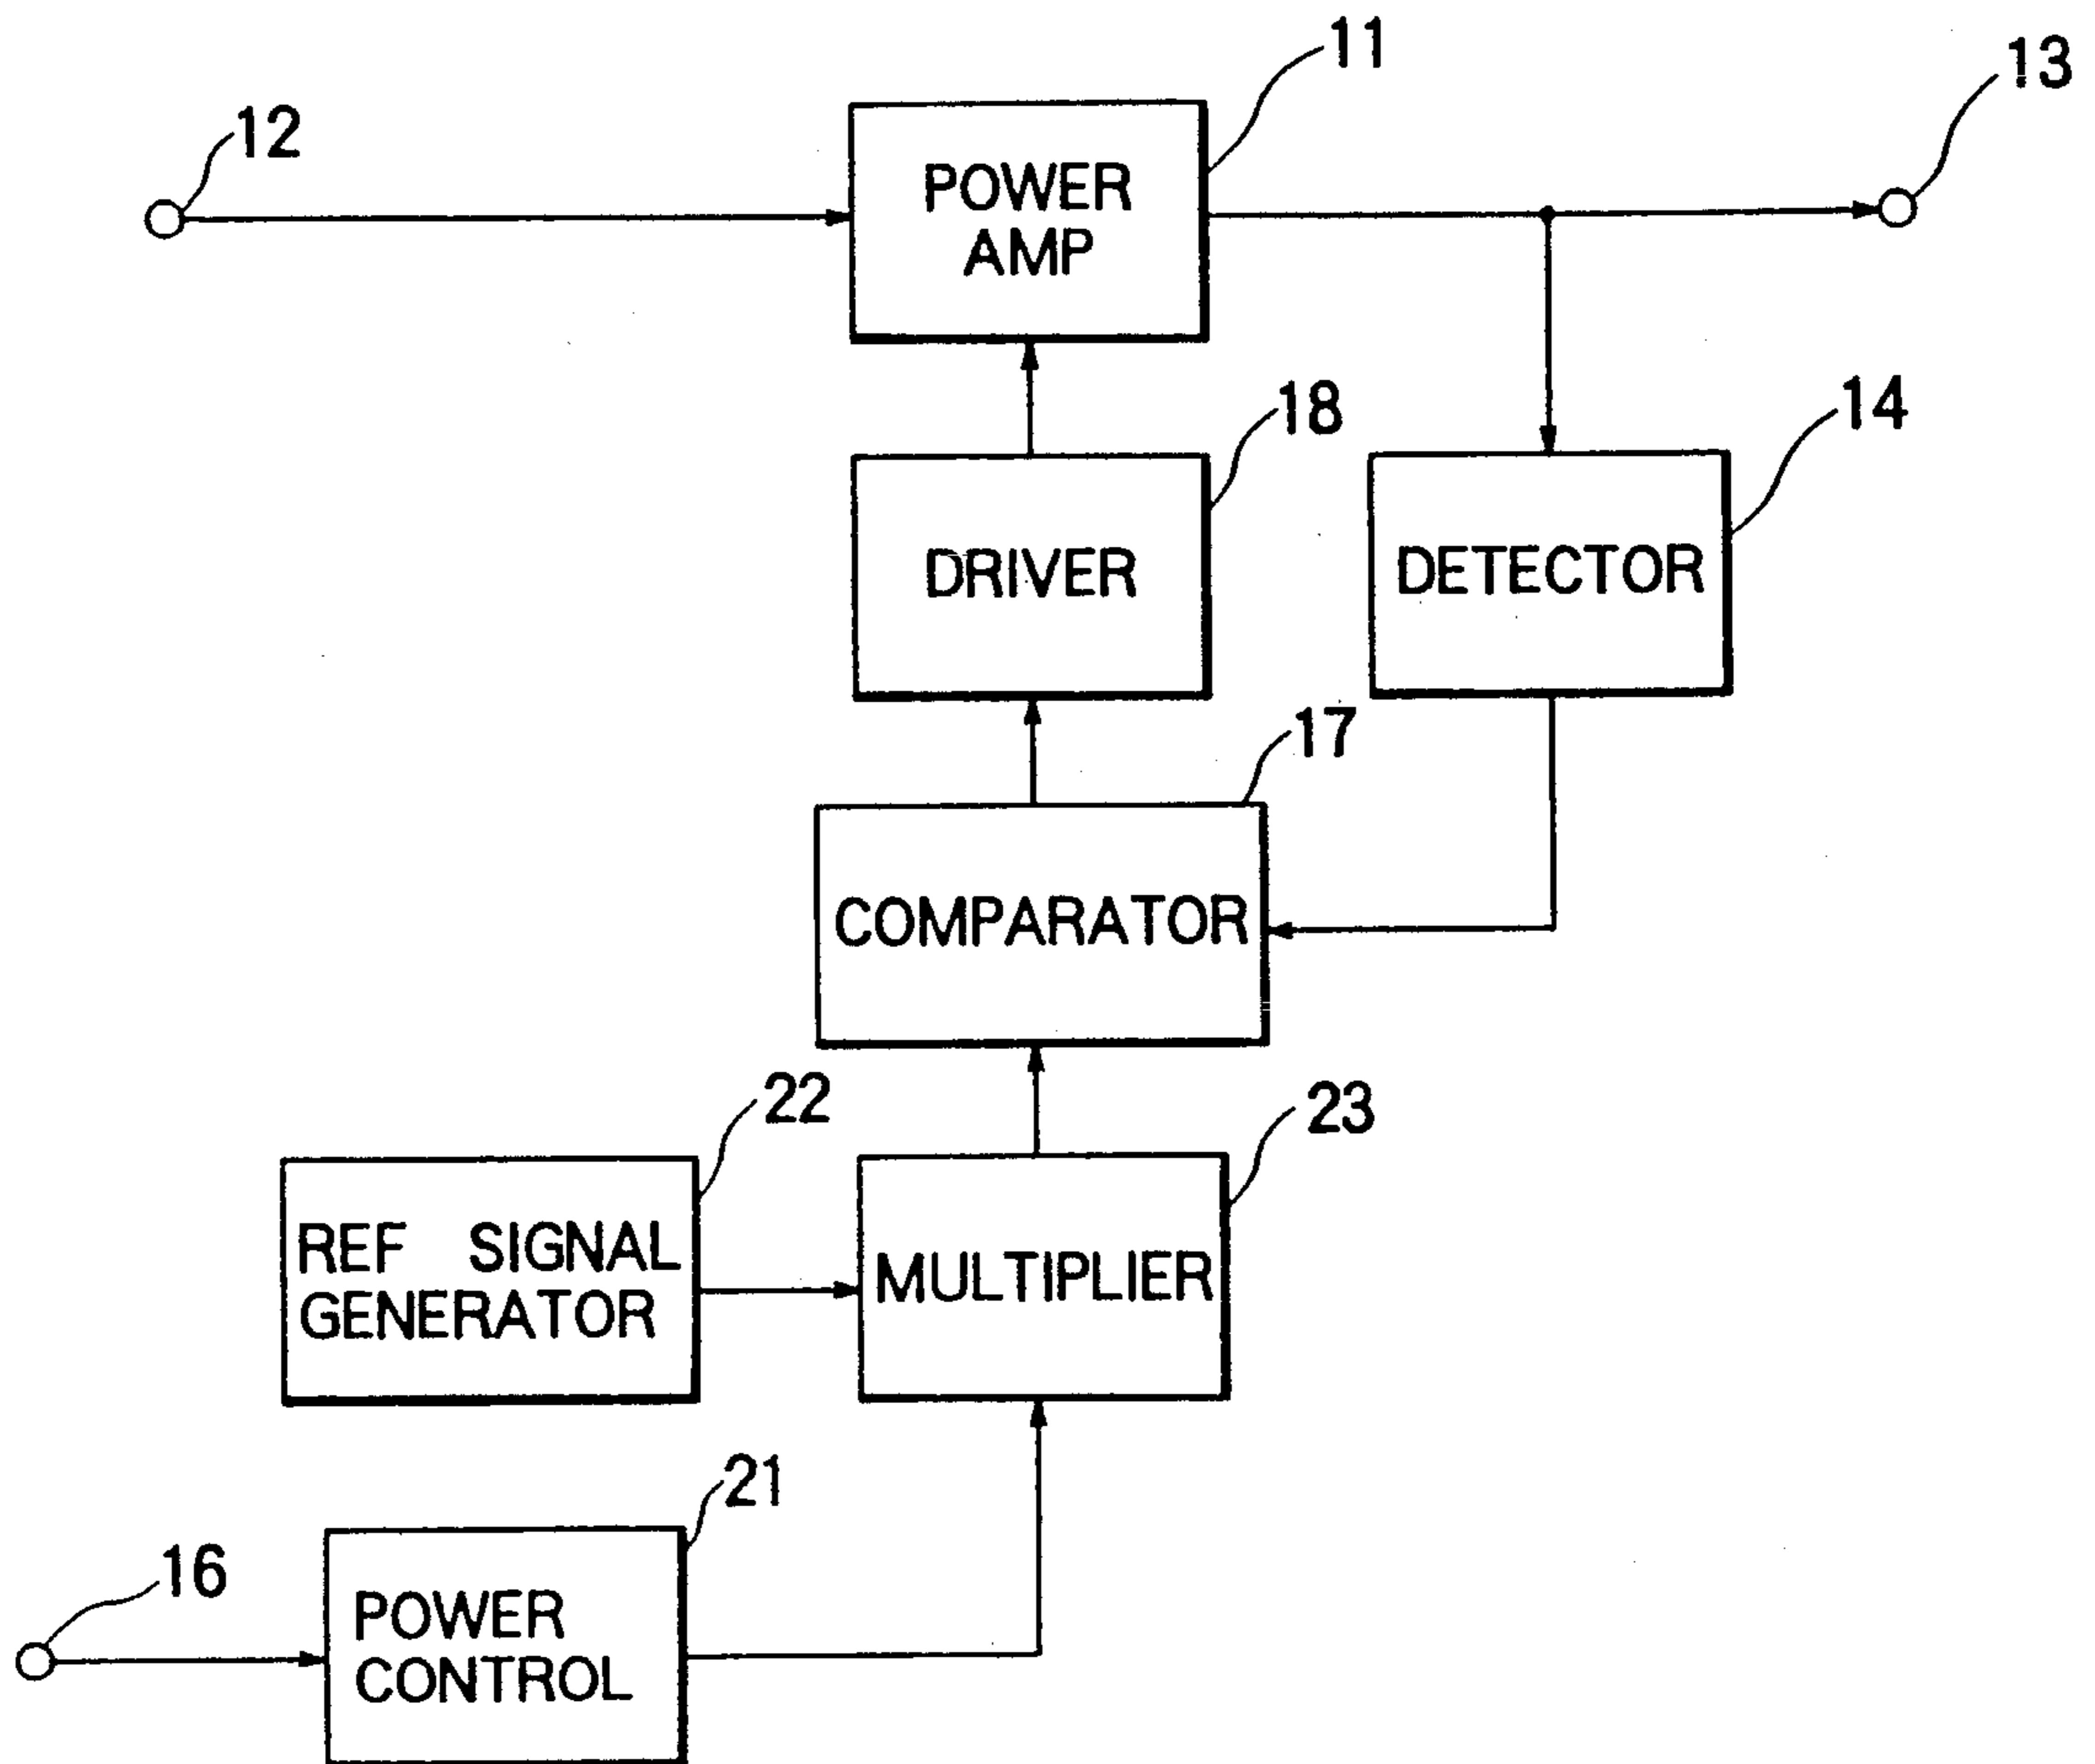 11
13
12
POWER
AMP
18
14
DRIVER
DETECTOR
17
COMPARATOR
22
23
REF SIGNAL
GENERATOR
MULTIPLIER
21
16
POWER
CONTROL